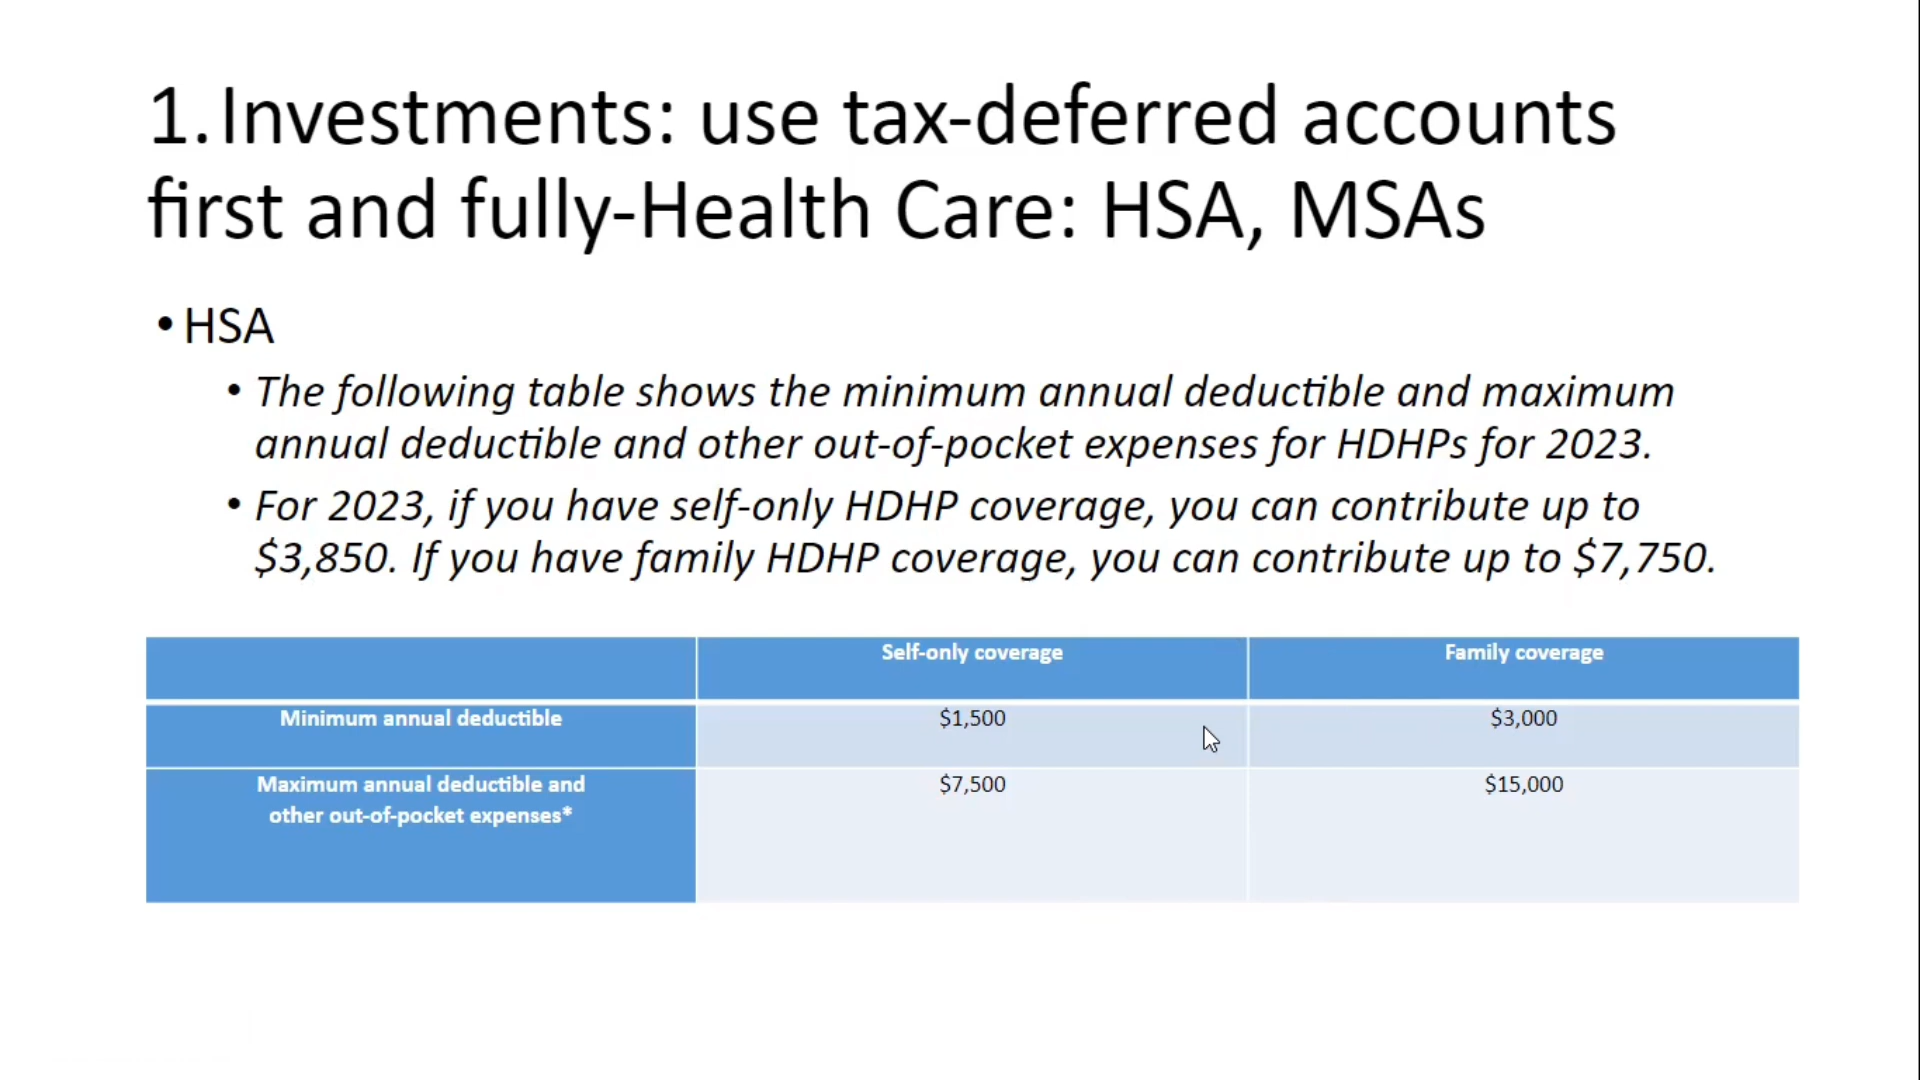 1. Investments: use tax-deferred accounts
first and fully-Health Care: HSA, MSAs
• HSA
• The following table shows the minimum annual deductible and maximum
annual deductible and other out-of-pocket expenses for HDHPs for 2023.
• For 2023, if you have self-only HDHP coverage, you can contribute up to
$3,850. If you have family HDHP coverage, you can contribute up to $7,750.
Self-only coverage Family coverage
Minimum annual deductible $1,500 $3,000
Maximum annual deductible and $7,500 $15,000
other out-of-pocket expenses*